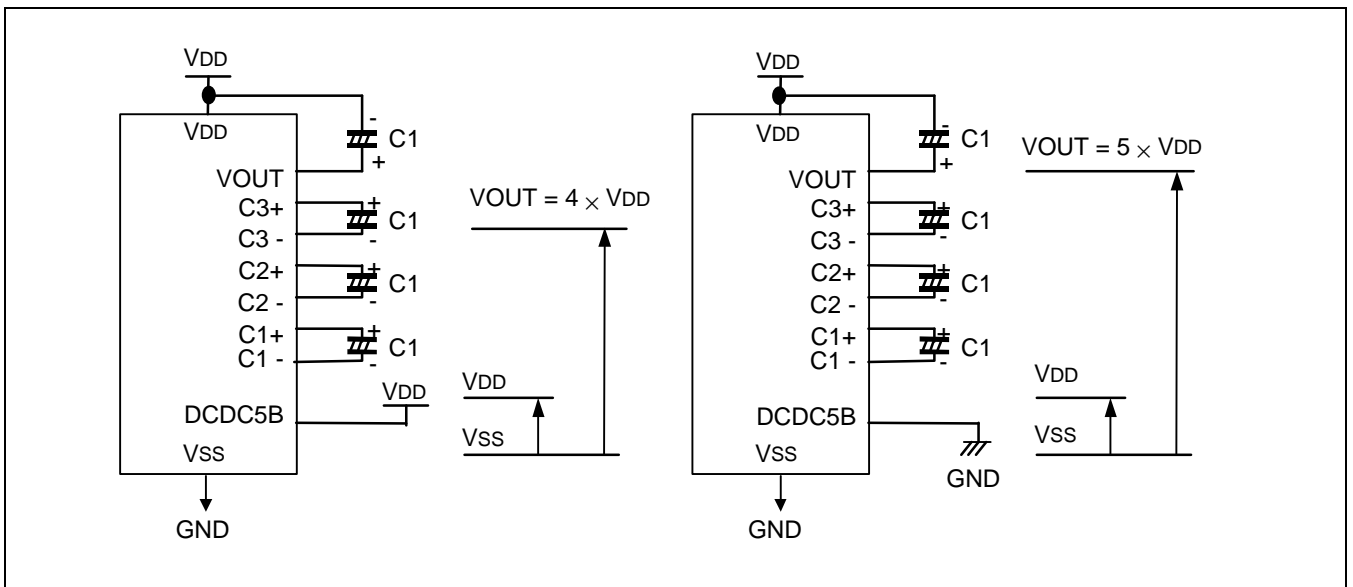 VDD
VDD
-
C1
+
VOUT
C3+
+
C1
C3 -
-
C2+
+
C1
C2 -
-
C1+
+
C1
C1 -
-
VDD
DCDC5B
VSS
GND
VOUT = 4 × VDD
VDD
VSS
VDD
VDD
-
C1
+
VOUT
C3+
+
C1
C3 -
-
C2+
+
C1
C2 -
-
C1+
+
C1
C1 -
-
DCDC5B
GND
VSS
GND
VOUT = 5 × VDD
VDD
VSS